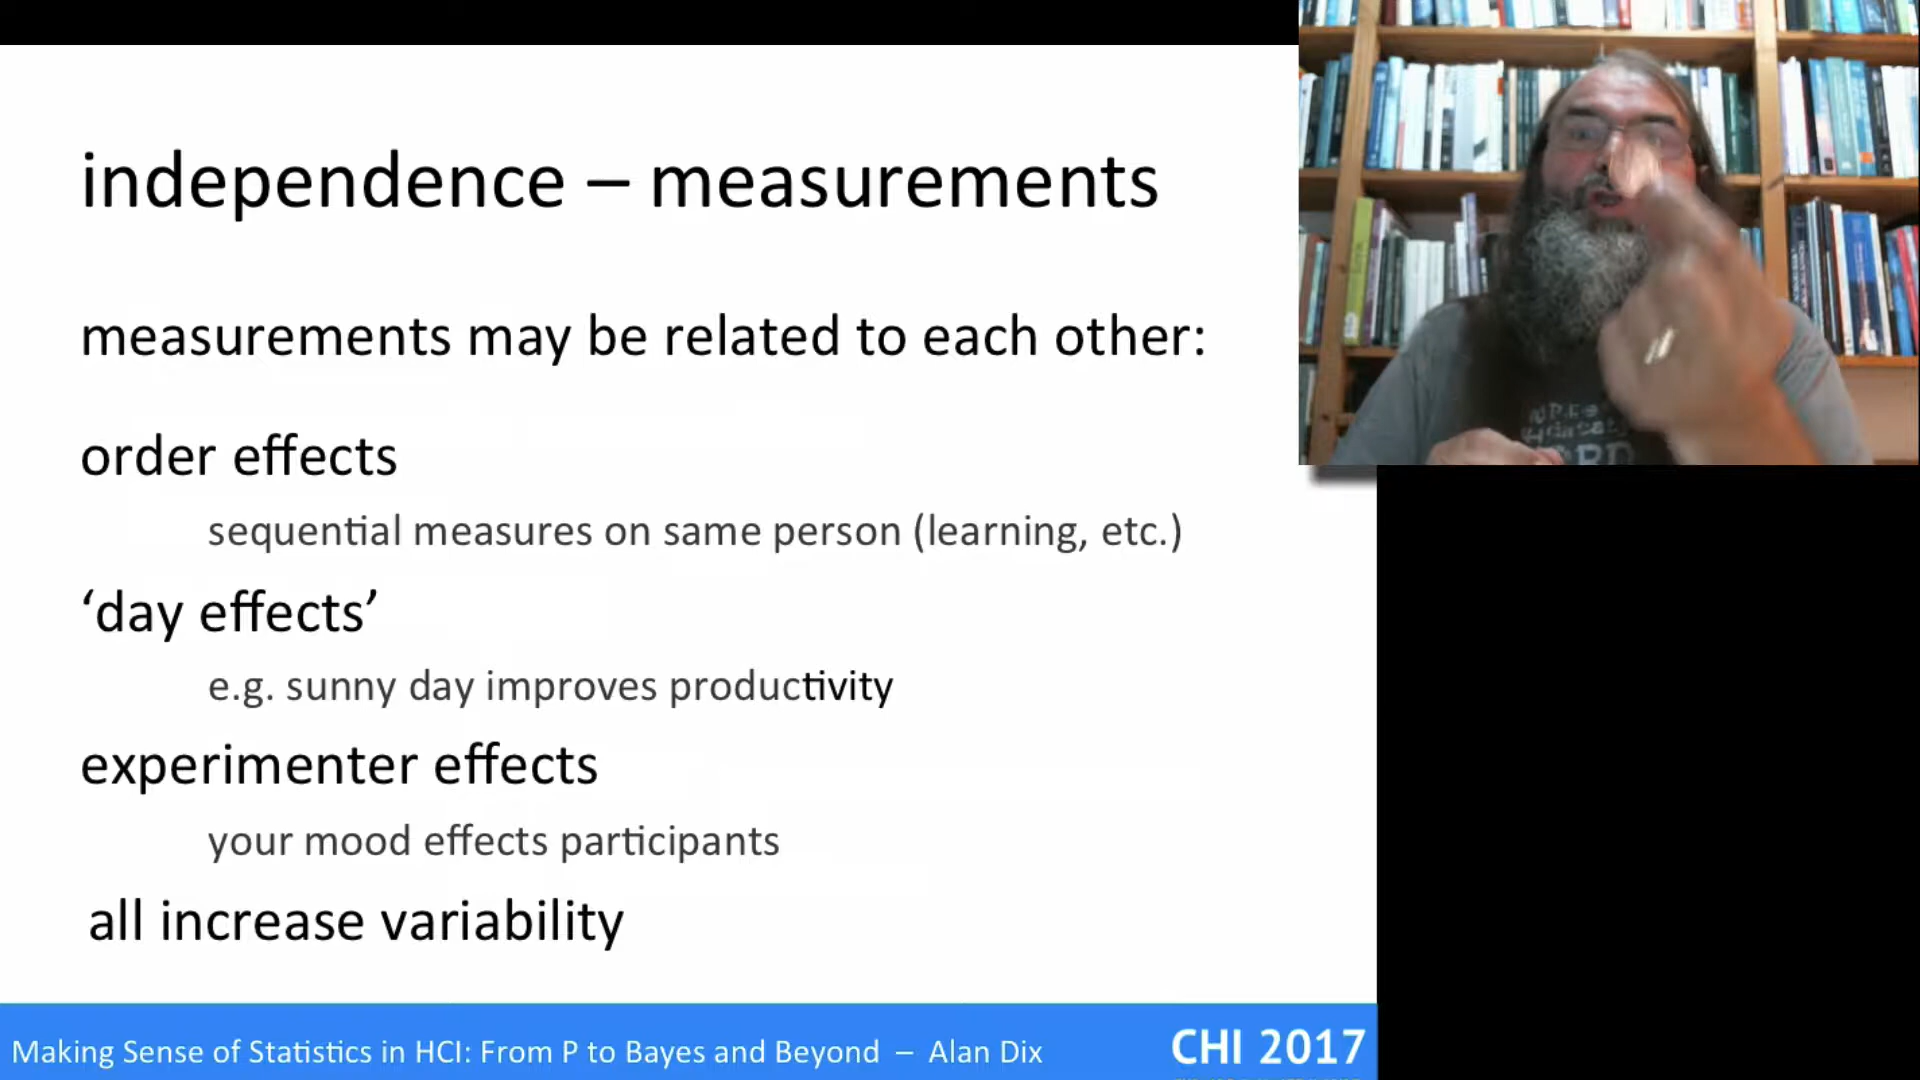 independence – measurements
measurements may be related to each other:
order effects
sequential measures on same person (learning, etc.)
‘day effects’
e.g. sunny day improves productivity
experimenter effects
your mood effects participants
all increase variability
Making Sense of Statistics in HCI: From P to Bayes and Beyond – Alan Dix
CHI 2017